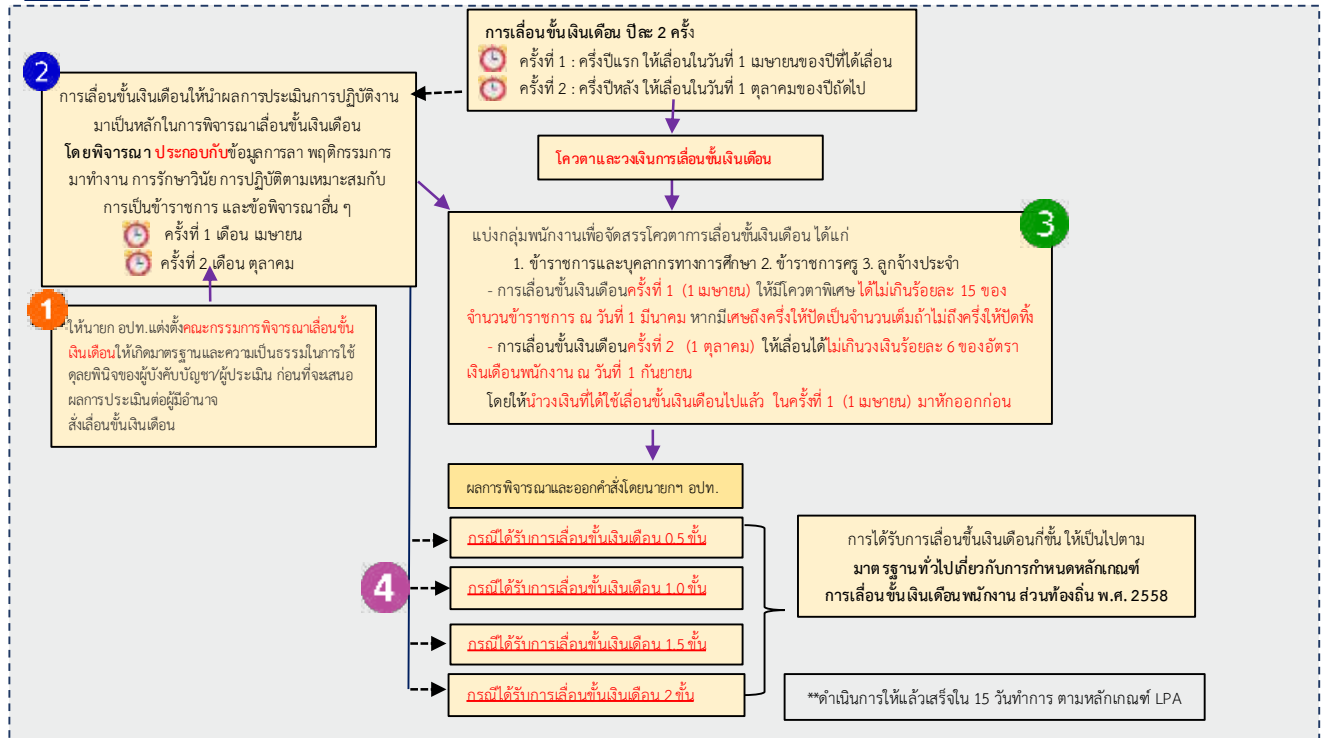 การเลื่อนขั้นเงินเดือน ปีละ 2 ครั้ง
ครั้งที่ 1 : ครึ่งปีแรก ให้เลื่อนในวันที่ 1 เมษายนของปีที่ได้เลื่อน
ครั้งที่ 2 : ครึ่งปีหลัง ให้เลื่อนในวันที่ 1 ตุลาคมของปีถัดไป
2
การเลื่อนขั้นเงินเดือนให้นำผลการประเมินการปฏิบัติงาน
มาเป็นหลักในการพิจารณาเลื่อนขั้นเงินเดือน
โดยพิจารณา ประกอบกับข้อมูลการลา พฤติกรรมการ
มาทำงาน การรักษาวินัย การปฏิบัติตามเหมาะสมกับ
การเป็นข้าราชการ และข้อพิจารณาอื่น ๆ
ครั้งที่ 1 เดือน เมษายน
ครั้งที่ 2 เดือน ตุลาคม
โควตาและวงเงินการเลื่อนขั้นเงินเดือน
3
แบ่งกลุ่มพนักงานเพื่อจัดสรรโควตาการเลื่อนขั้นเงินเดือน ได้แก่
1. ข้าราชการและบุคลากรทางการศึกษา 2. ข้าราชการครู 3. ลูกจ้างประจำ
- การเลื่อนขั้นเงินเดือนครั้งที่ 1 (1 เมษายน) ให้มีโควตาพิเศษ ได้ไม่เกินร้อยละ 15 ของ
จำนวนข้าราชการ ณ วันที่ 1 มีนาคม หากมีเศษถึงครึ่งให้ปัดเป็นจำนวนเต็มถ้าไม่ถึงครึ่งให้ปัดทิ้ง
- การเลื่อนขั้นเงินเดือนครั้งที่ 2 (1 ตุลาคม) ให้เลื่อนได้ไม่เกินวงเงินร้อยละ 6 ของอัตรา
เงินเดือนพนักงาน ณ วันที่ 1 กันยายน
โดยให้นำวงเงินที่ได้ใช้เลื่อนขั้นเงินเดือนไปแล้ว ในครั้งที่ 1 (1 เมษายน) มาหักออกก่อน
1
ให้นายก อปท.แต่งตั้งคณะกรรมการพิจารณาเลื่อนขั้น
เงินเดือนให้เกิดมาตรฐานและความเป็นธรรมในการใช้
ดุลยพินิจของผู้บังคับบัญชา/ผู้ประเมิน ก่อนที่จะเสนอ
ผลการประเมินต่อผู้มีอำนาจ
สั่งเลื่อนขั้นเงินเดือน
ผลการพิจารณาและออกคำสั่งโดยนายกฯ อปท.
4
กรณีได้รับการเลื่อนขั้นเงินเดือน 0.5 ขั้น
กรณีได้รับการเลื่อนขั้นเงินเดือน 1.0 ขั้น
กรณีได้รับการเลื่อนขั้นเงินเดือน 1.5 ขั้น
กรณีได้รับการเลื่อนขั้นเงินเดือน 2 ขั้น
การได้รับการเลื่อนขึ้นเงินเดือนกี่ขั้น ให้เป็นไปตาม
มาตรฐานทั่วไปเกี่ยวกับการกำหนดหลักเกณฑ์
การเลื่อนขั้นเงินเดือนพนักงาน ส่วนท้องถิ่น พ.ศ. 2558
**ดำเนินการให้แล้วเสร็จใน 15 วันทำการ ตามหลักเกณฑ์ LPA